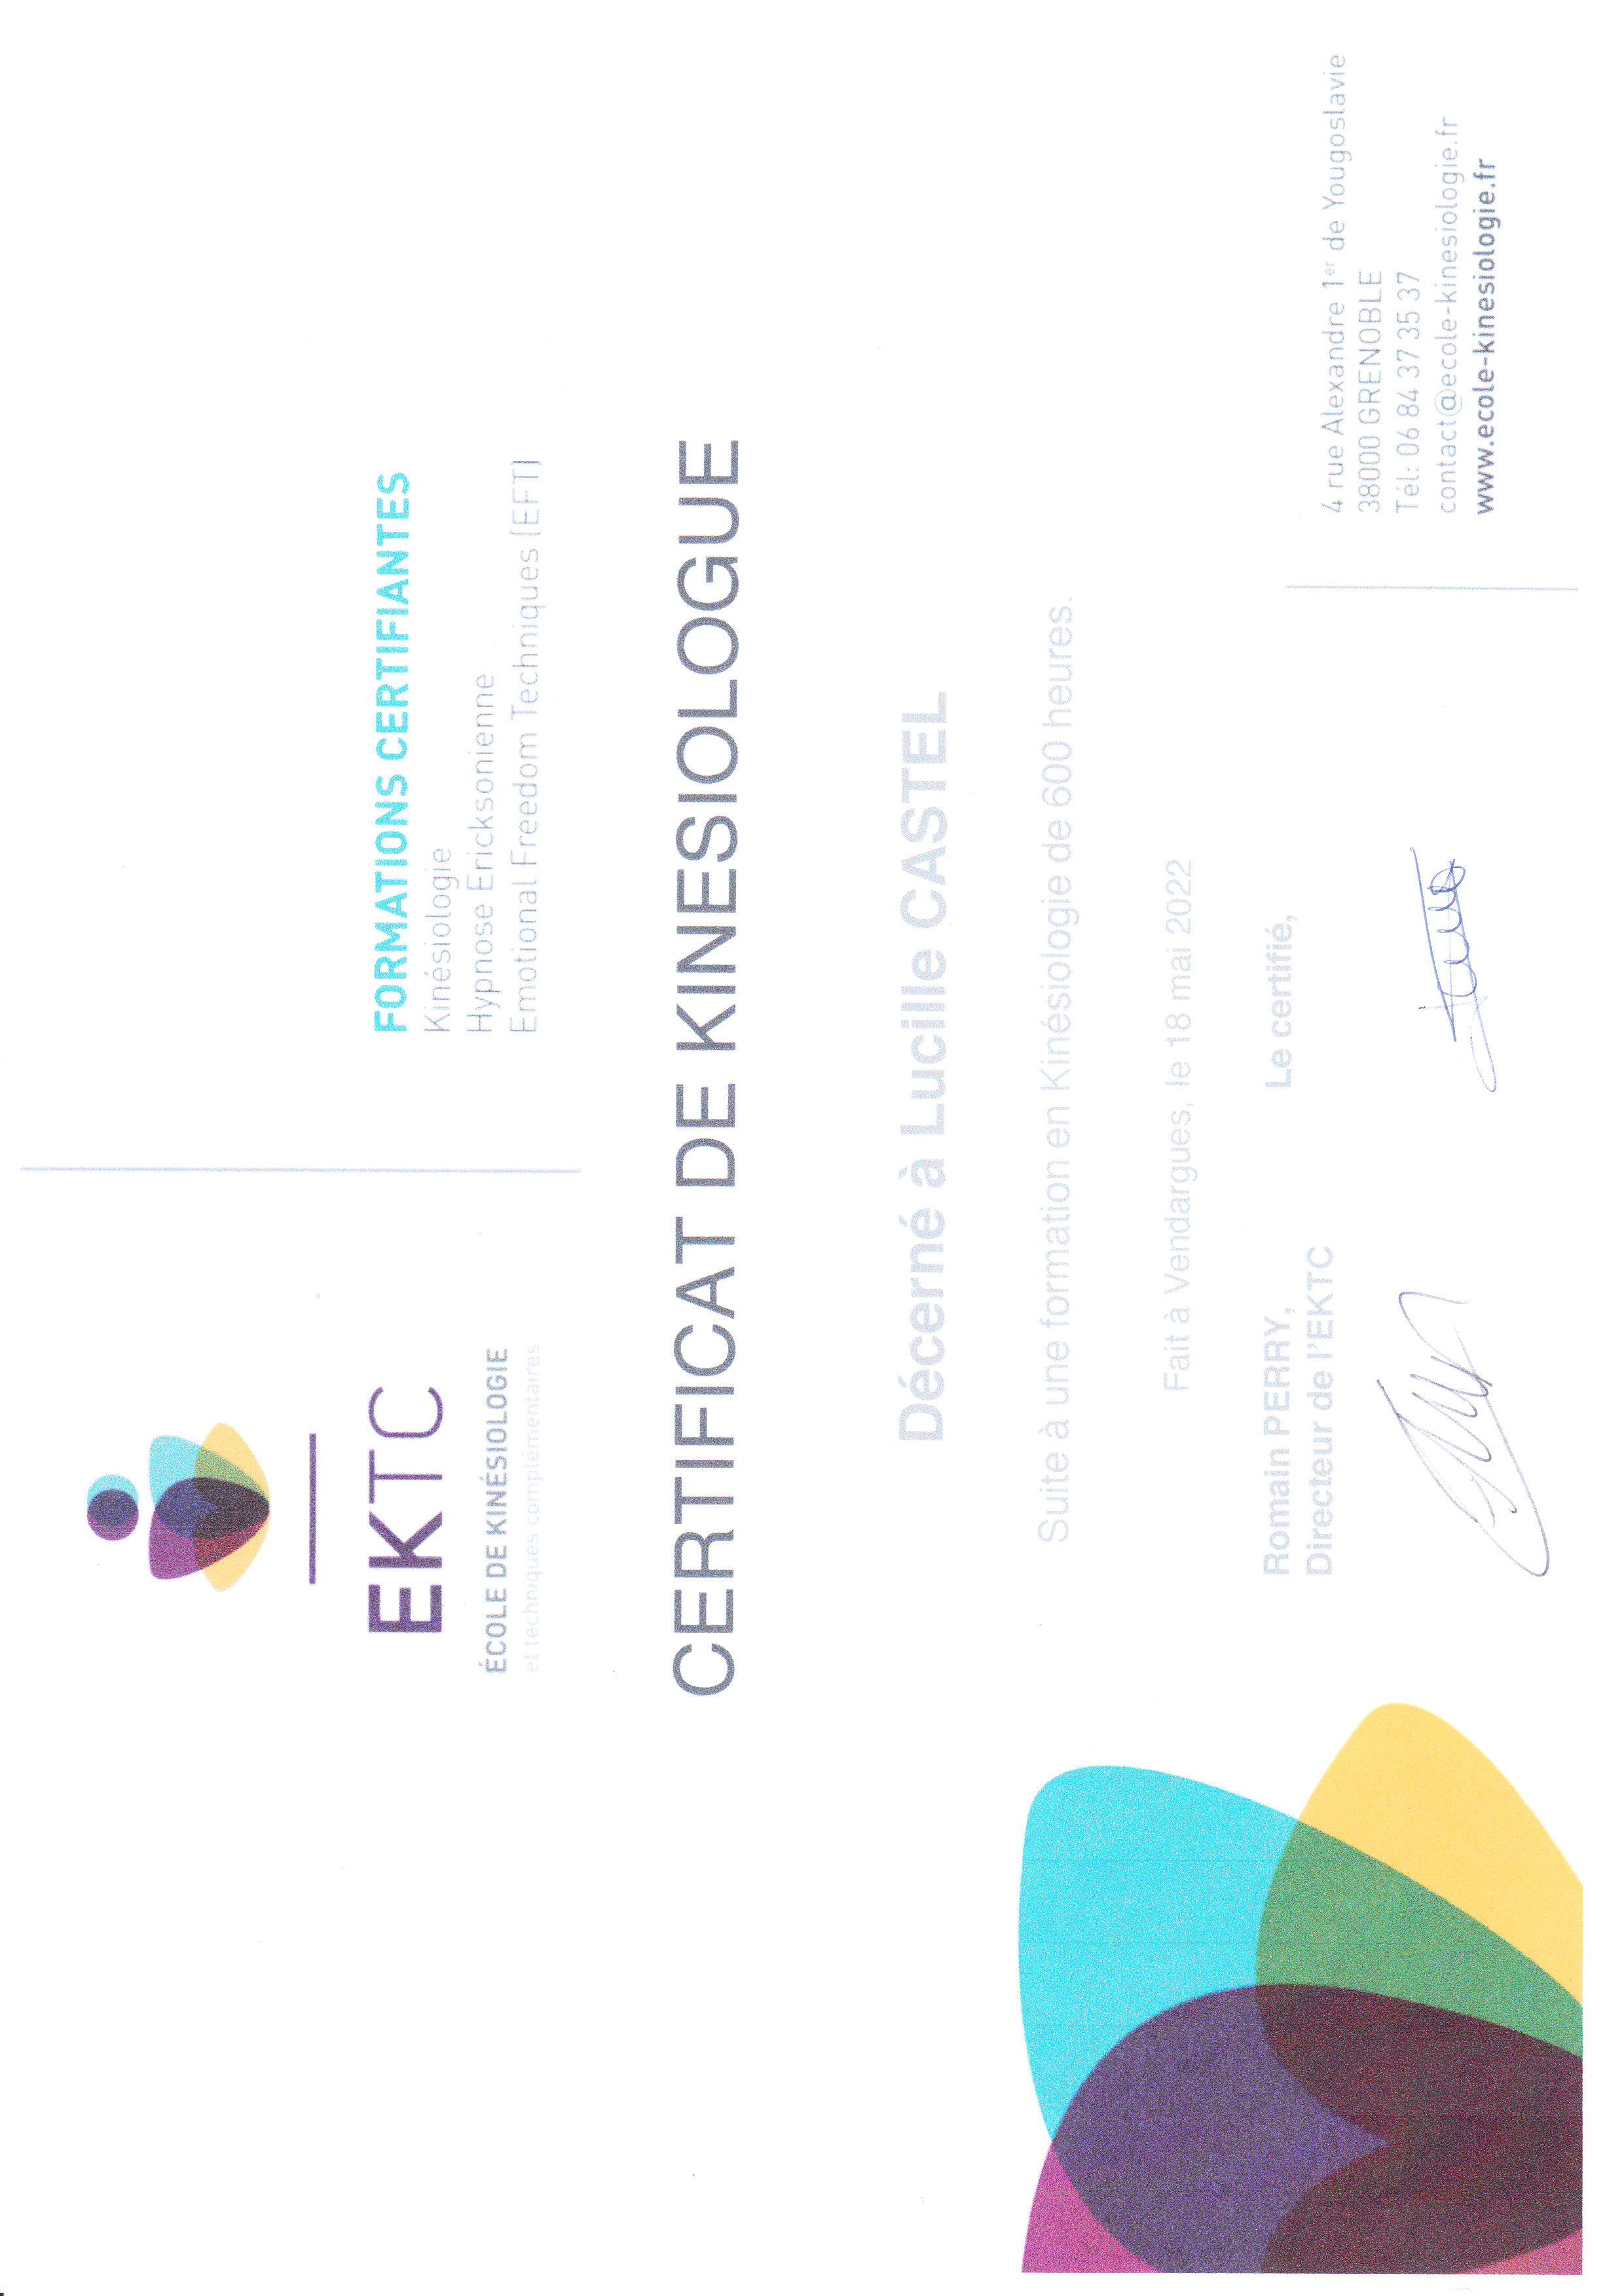 EKTC
ÉCOLE DE KINÉSIOLOGIE
et techniques complémentaires
FORMATIONS CERTIFIANTES
Kinésiologie
Hypnose Ericksonienne
Emotional Freedom Techniques (EFT)
CERTIFICAT DE KINESIOLOGUE
Décerné à Lucille CASTEL
Suite à une formation en Kinésiologie de 600 heures.
Fait à Vendargues, le 18 mai 2022
Romain PERRY,
Directeur de l'EKTC
Le certifié,
4 rue Alexandre 1er de Yougoslavie
38000 GRENOBLE
Tél: 06 84 37 35 37
contact@ecole-kinesiologie.fr
www.ecole-kinesiologie.fr